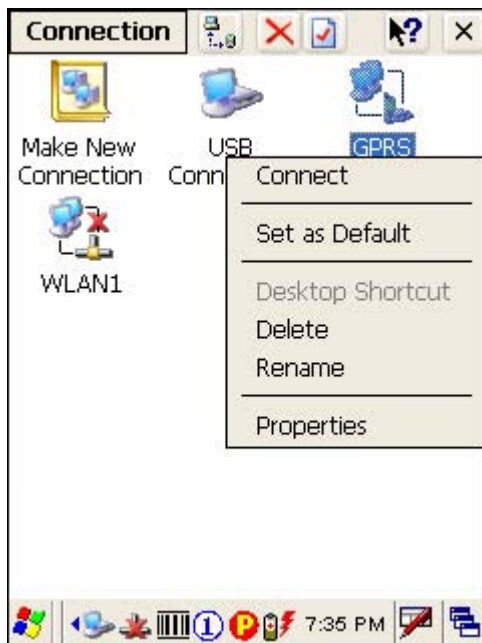 Connection
Make New
Connection
USB
Conn
GPRS
WLAN1
Connect
Set as Default
Desktop Shortcut
Delete
Rename
Properties
1
P
7:35 PM